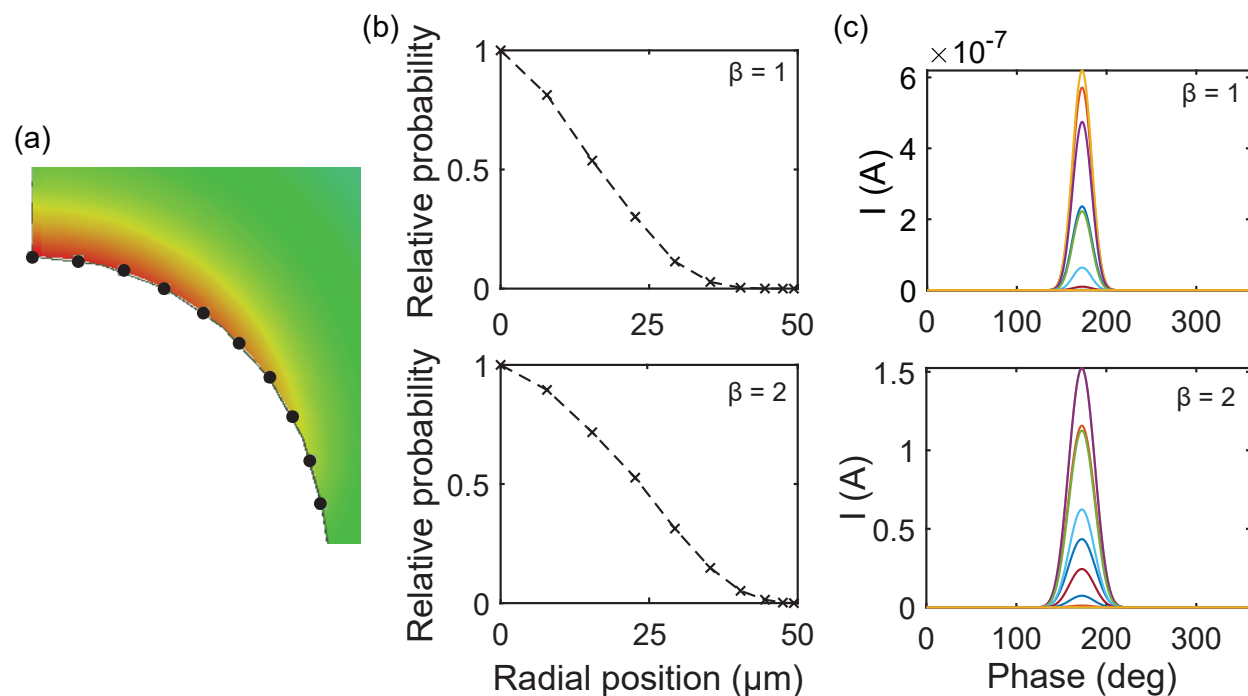 (a)
(b)
Relative probability
1
0.5
0
0
25
50
β = 1
Relative probability
1
0.5
0
0
25
50
β = 2
Radial position (μm)
(c)
×10⁻⁷
I (A)
6
4
2
0
0
100
200
300
β = 1
I (A)
1.5
1
0.5
0
0
100
200
300
β = 2
Phase (deg)